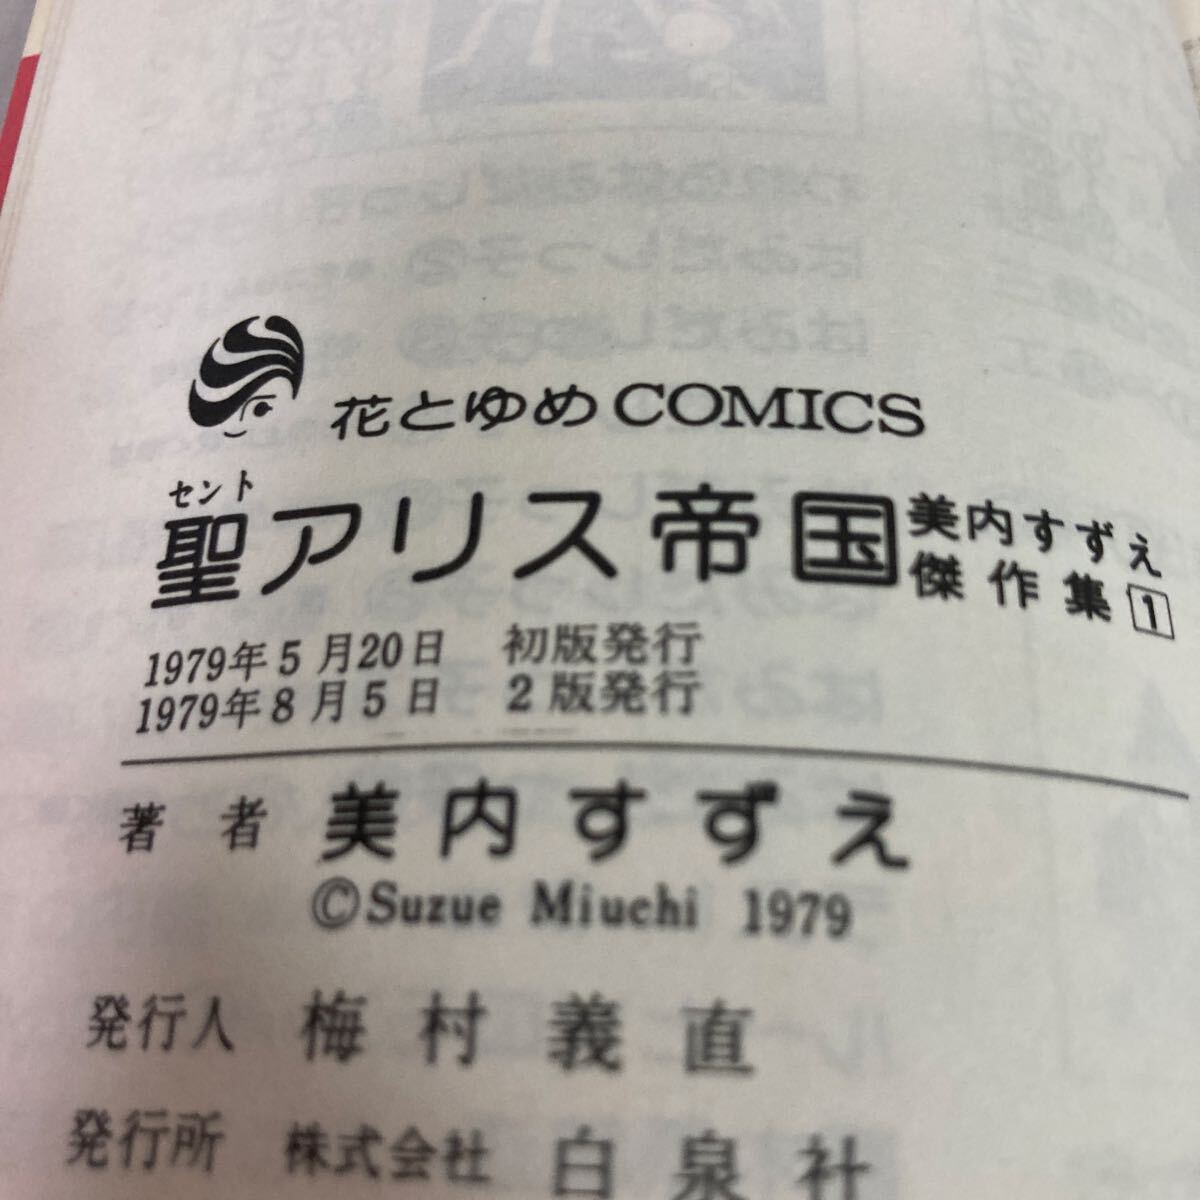 花とゆめCOMICS
セント
聖アリス帝国 美内すずえ
傑作集1
1979年5月20日 初版発行
1979年8月5日 2版発行
著者 美内すずえ
©Suzue Miuchi 1979
発行人 梅村義直
発行所 株式会社 白泉社